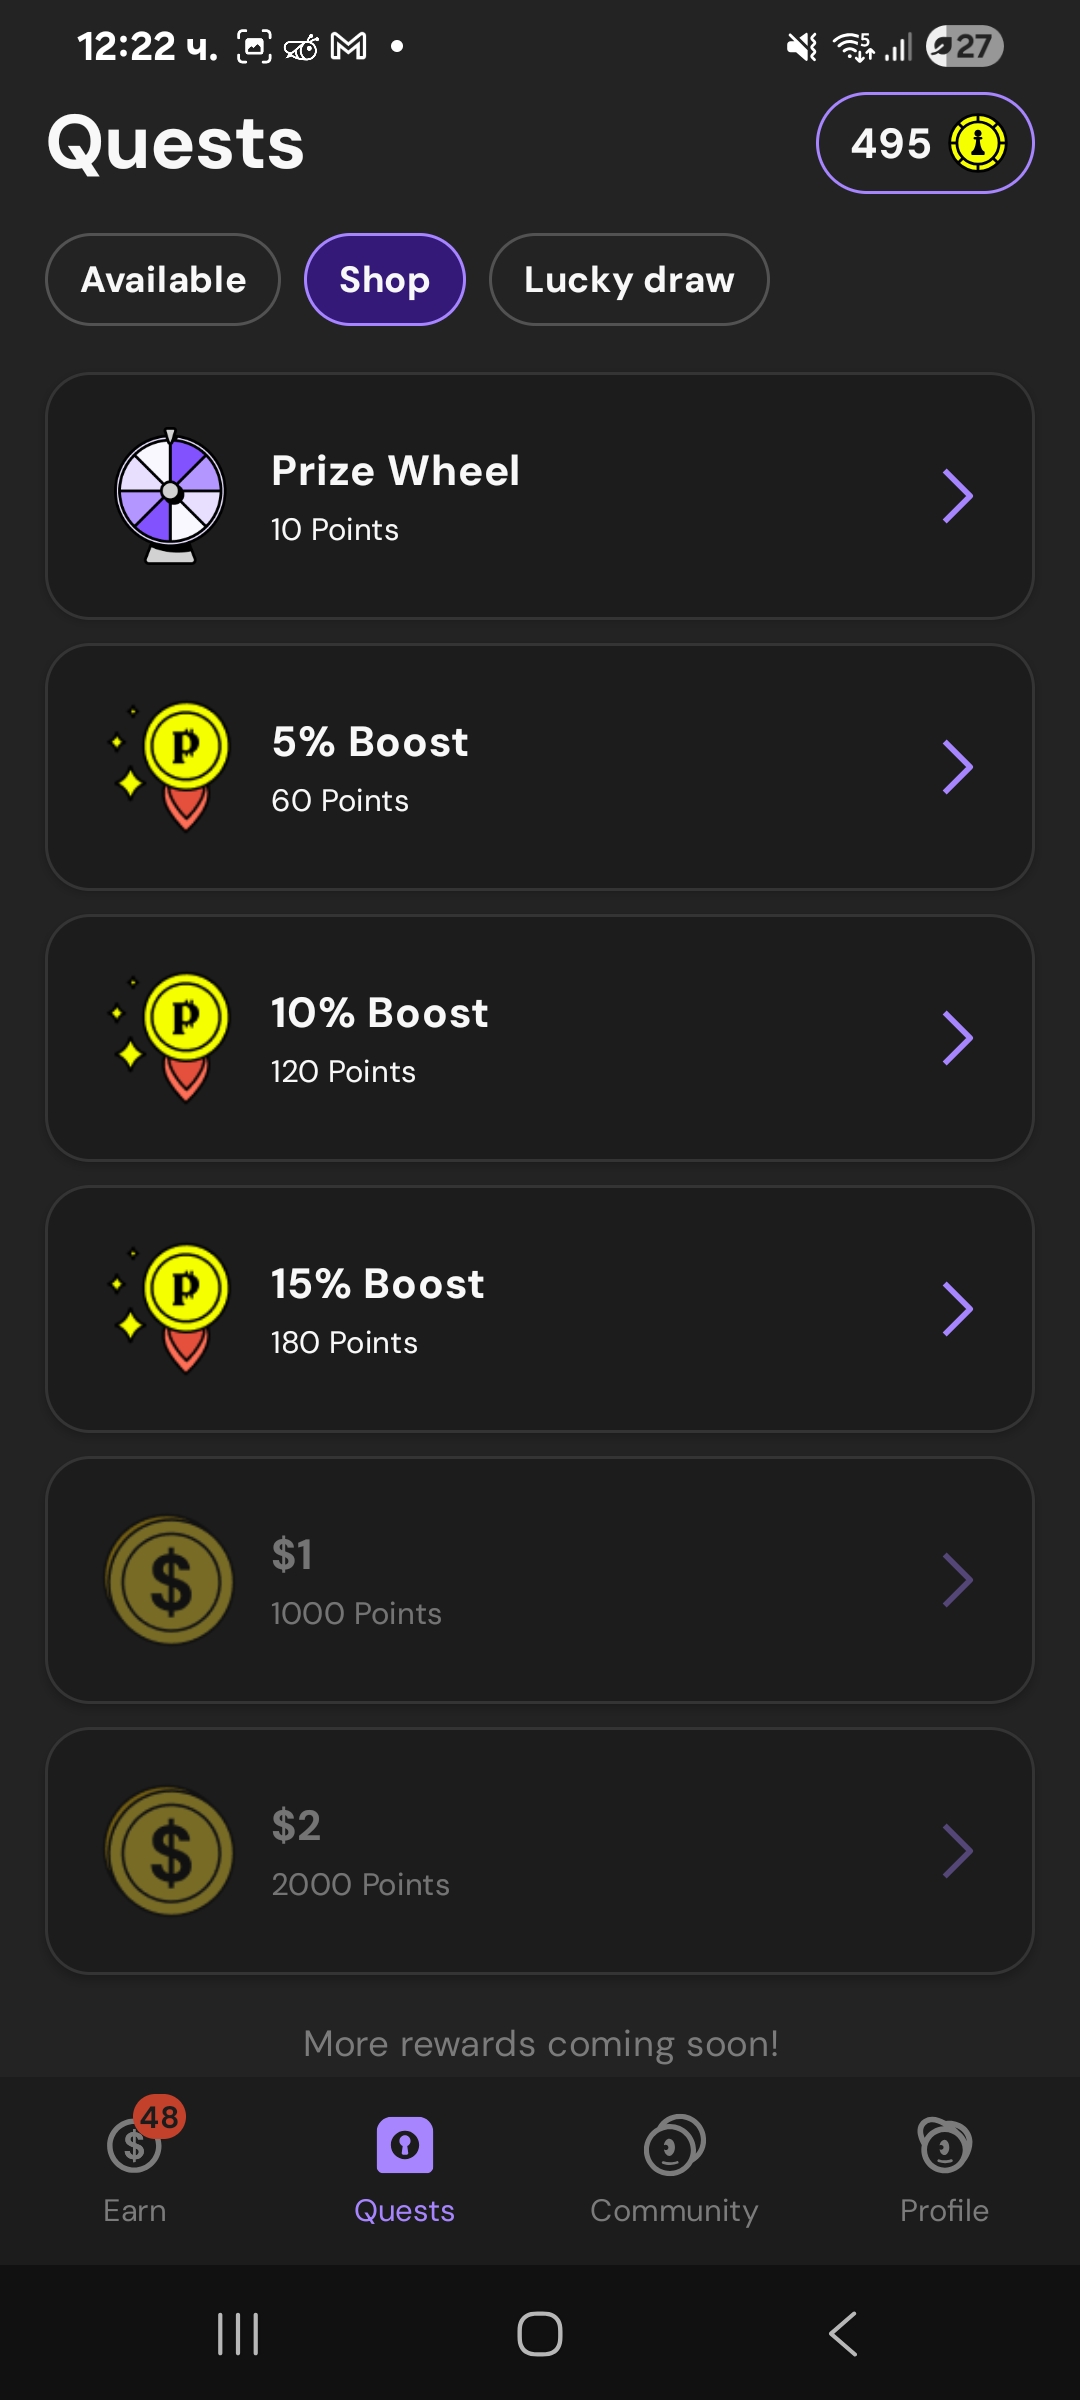 12:22 ч.
5
27
Quests
495
Available
Shop
Lucky draw
Prize Wheel
10 Points
5% Boost
60 Points
10% Boost
120 Points
15% Boost
180 Points
$1
1000 Points
$2
2000 Points
More rewards coming soon!
48
Earn
Quests
Community
Profile